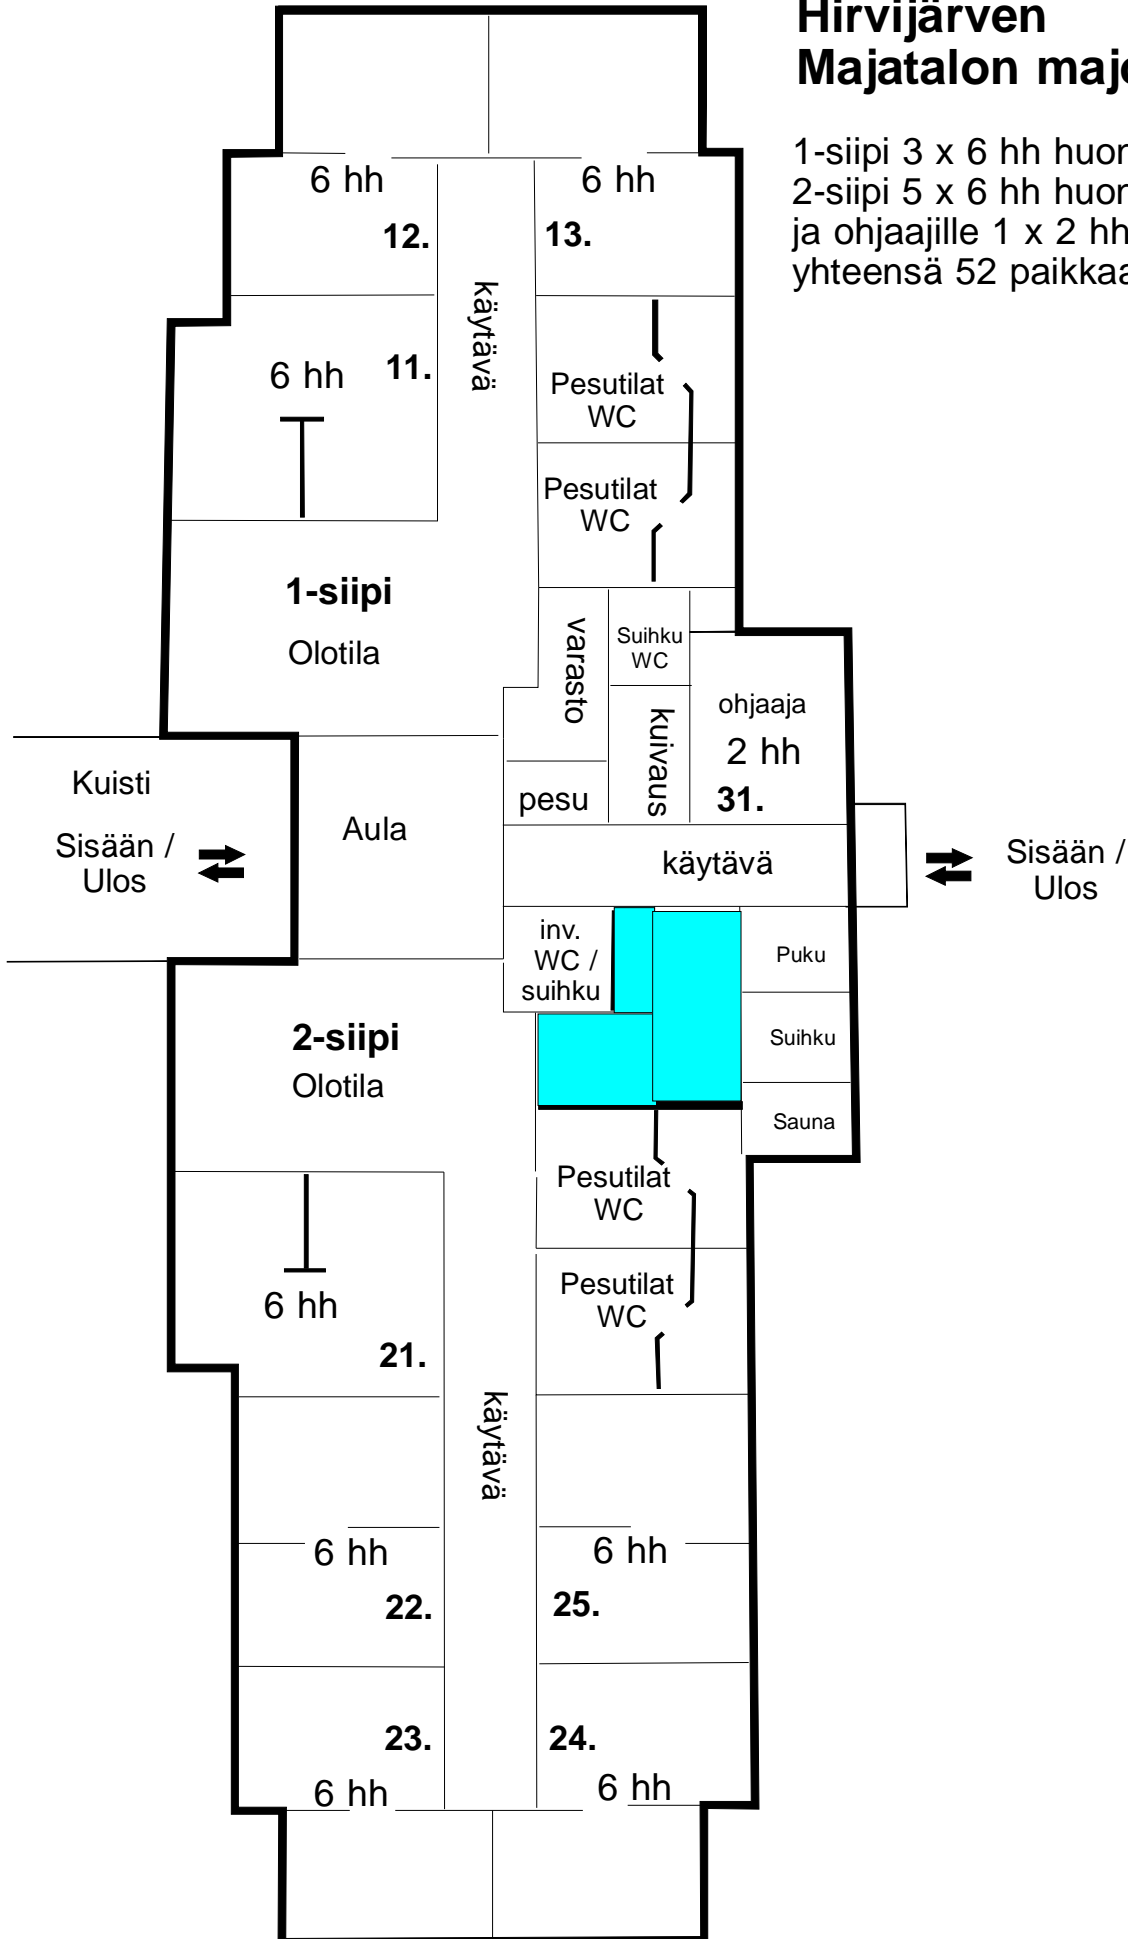 Hirvijärven
Majatalon
1-siipi 3 x 6 hh
2-siipi 5 x 6 hh
ja ohjaajille 1 x 2 hh
yhteensä 52 paikkaa
6 hh
6 hh
12.
13.
käytävä
6 hh
11.
Pesutilat
WC
Pesutilat
WC
1-siipi
Olotila
varasto
Suihku
WC
kuivaus
ohjaaja
2 hh
31.
pesu
Kuisti
Sisään /
Ulos
Aula
käytävä
Sisään /
Ulos
inv.
WC /
suihku
Puku
Suihku
Sauna
2-siipi
Olotila
Pesutilat
WC
Pesutilat
WC
6 hh
21.
käytävä
6 hh
6 hh
22.
25.
23.
24.
6 hh
6 hh